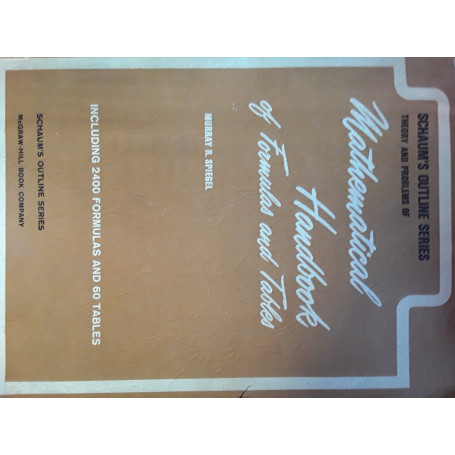 SCHAUM'S OUTLINE SERIES
THEORY AND PROBLEMS OF
Mathematical
Handbook
of Formulas and Tables
MURRAY R. SPIEGEL
INCLUDING 2400 FORMULAS AND 60 TABLES
SCHAUM'S OUTLINE SERIES
McGRAW-HILL BOOK COMPANY